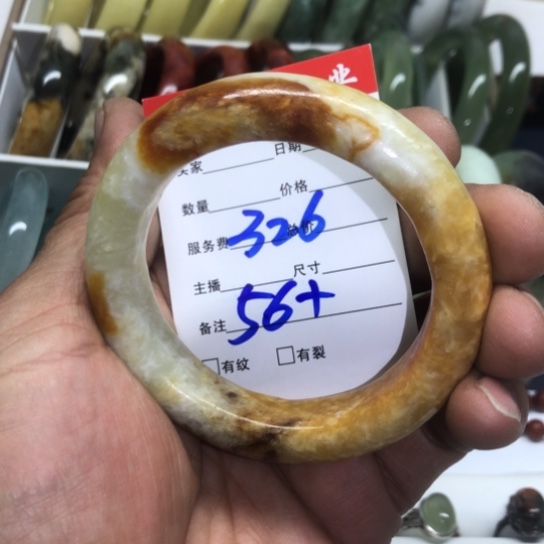 业
买家 日期
数量 价格
服务费 326
主播 尺寸
备注 56+
□有纹 □有裂